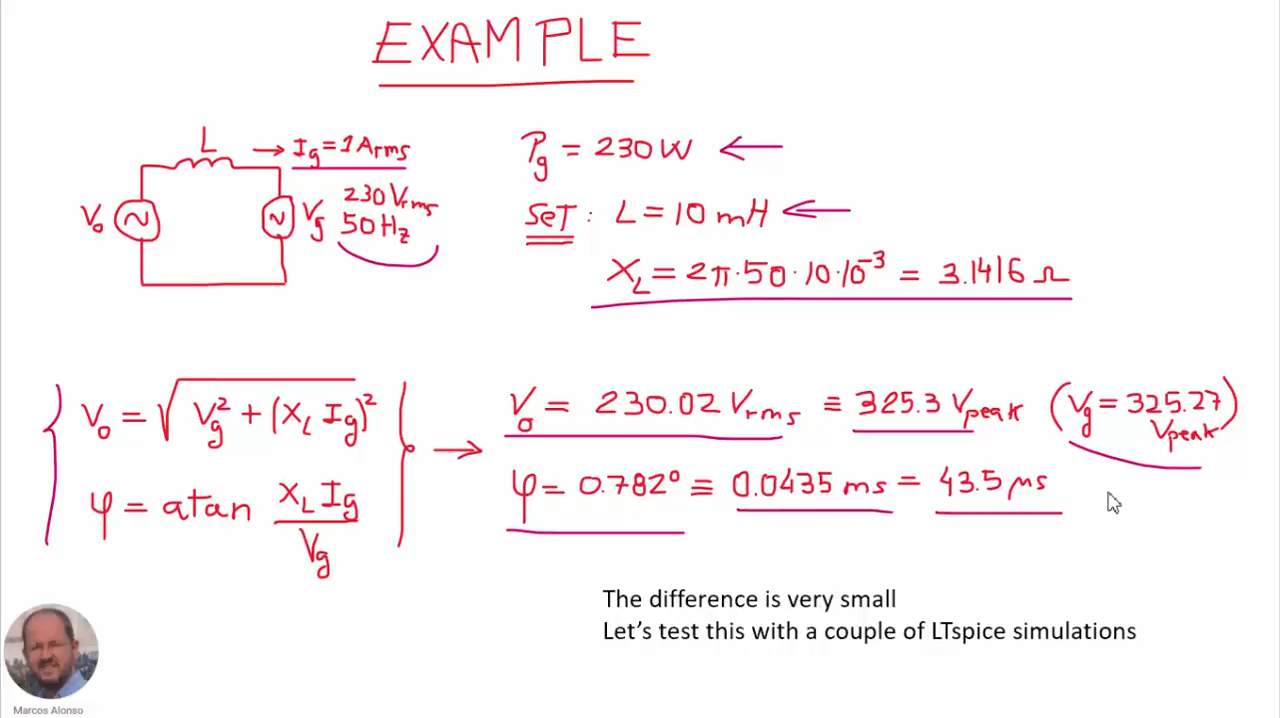 EXAMPLE
L → Ig = 1 Arms
Vo Vg 230 Vrms
50 Hz
Pg = 230 W ←
SET: L = 10 mH ←
XL = 2π·50·10·10⁻³ = 3.1416 Ω
Vo = √(Vg² + (XL Ig)²)
φ = atan XL Ig / Vg
→ Vo = 230.02 Vrms ≡ 325.3 Vpeak (Vg = 325.27 Vpeak)
φ = 0.782º ≡ 0.0435 ms = 43.5 μs
The difference is very small
Let's test this with a couple of LTspice simulations
Marcos Alonso